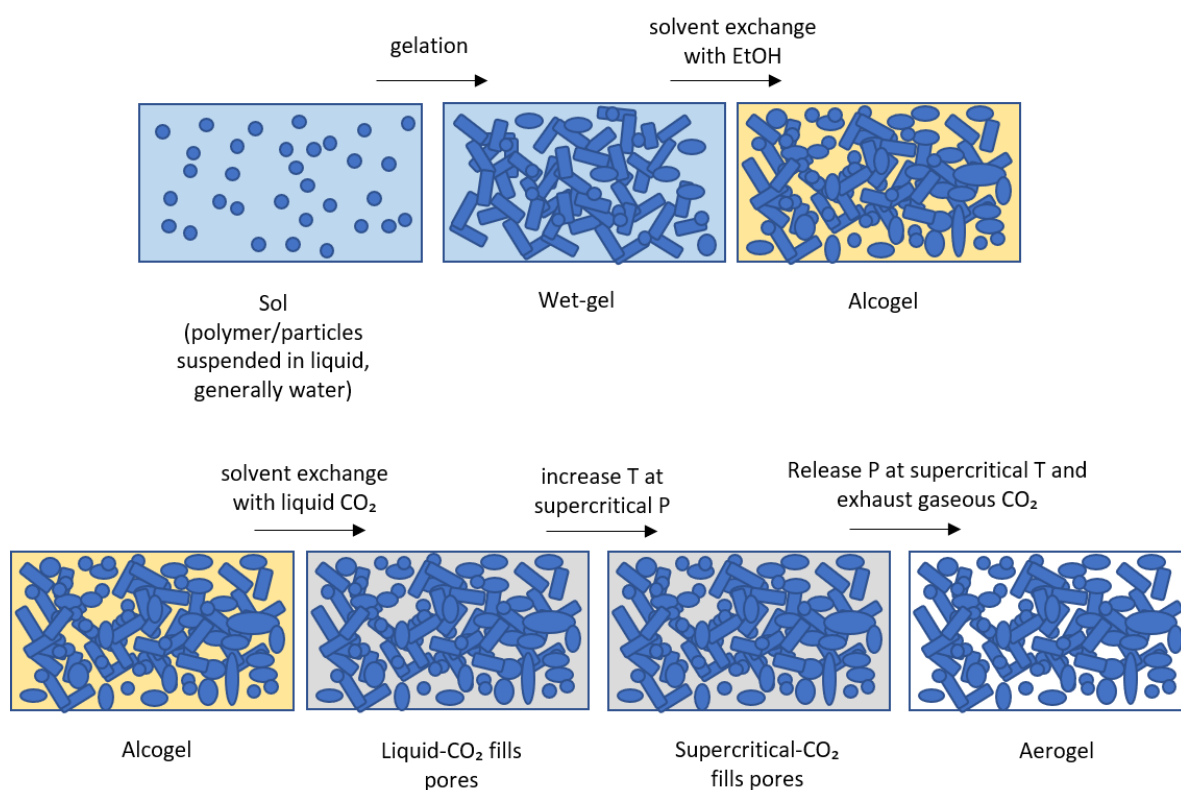 gelation
solvent exchange
with EtOH
Sol
(polymer/particles
suspended in liquid,
generally water)
Wet-gel
Alcogel
solvent exchange
with liquid CO₂
increase T at
supercritical P
Release P at supercritical T and
exhaust gaseous CO₂
Alcogel
Liquid-CO₂ fills
pores
Supercritical-CO₂
fills pores
Aerogel